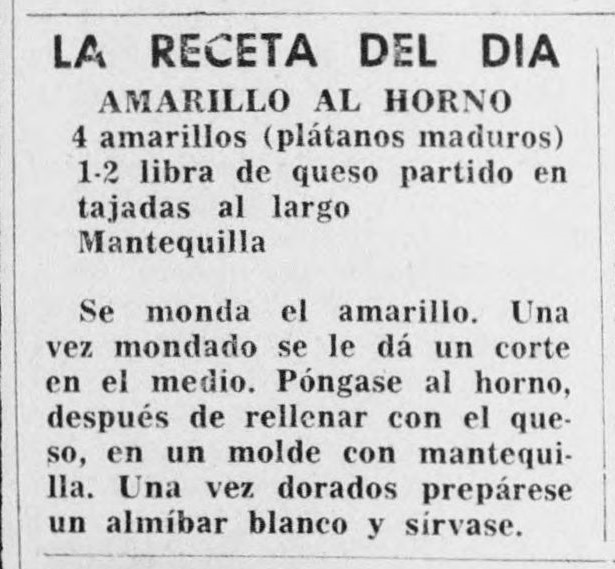 LA RECETA DEL DIA
AMARILLO AL HORNO
4 amarillos (plátanos maduros)
1-2 libra de queso partido en
tajadas al largo
Mantequilla
Se monda el amarillo. Una
vez mondado se le dá un corte
en el medio. Póngase al horno,
después de rellenar con el que-
so, en un molde con mantequi-
lla. Una vez dorados prepárese
un almíbar blanco y sírvase.